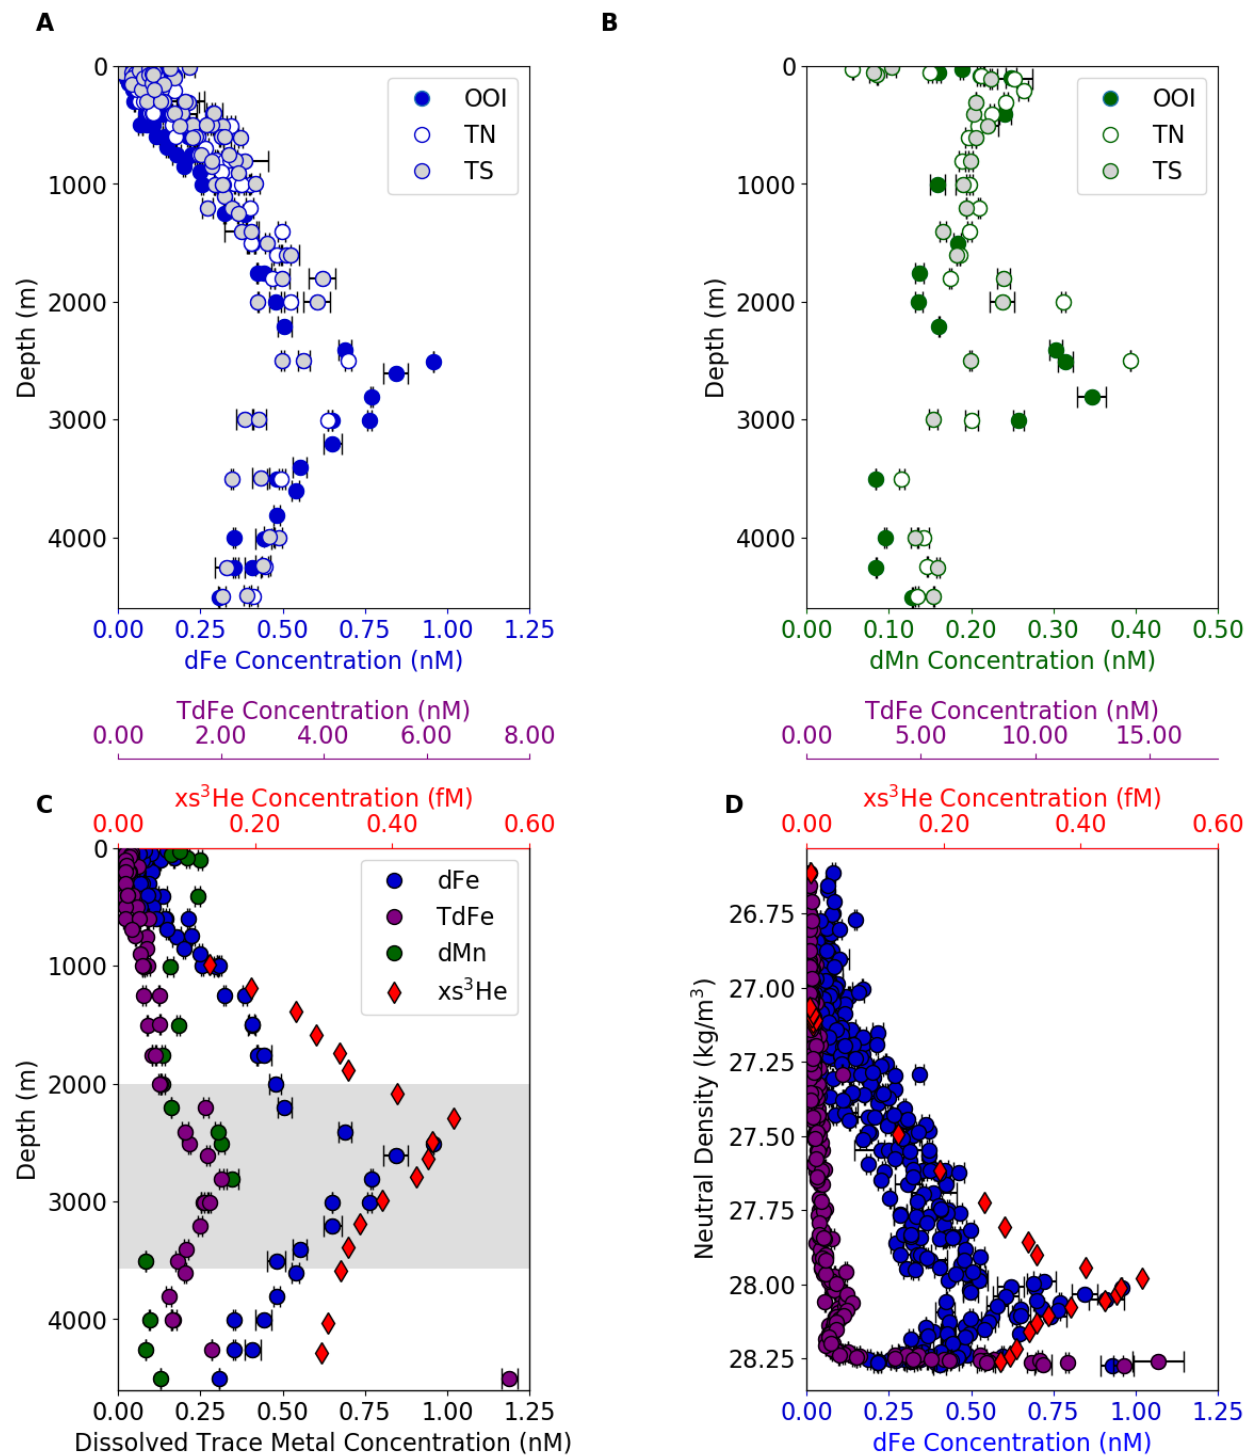 A
B
0
1000
2000
3000
4000
Depth (m)
OOI
TN
TS
0.00 0.25 0.50 0.75 1.00 1.25
dFe Concentration (nM)
0
1000
2000
3000
4000
Depth (m)
OOI
TN
TS
0.00 0.10 0.20 0.30 0.40 0.50
dMn Concentration (nM)
TdFe Concentration (nM)
0.00 2.00 4.00 6.00 8.00
C
xs³He Concentration (fM)
0.00 0.20 0.40 0.60
0
1000
2000
3000
4000
Depth (m)
dFe
TdFe
dMn
xs³He
0.00 0.25 0.50 0.75 1.00 1.25
Dissolved Trace Metal Concentration (nM)
TdFe Concentration (nM)
0.00 5.00 10.00 15.00
D
xs³He Concentration (fM)
0.00 0.20 0.40 0.60
26.75
27.00
27.25
27.50
27.75
28.00
28.25
Neutral Density (kg/m³)
0.00 0.25 0.50 0.75 1.00 1.25
dFe Concentration (nM)